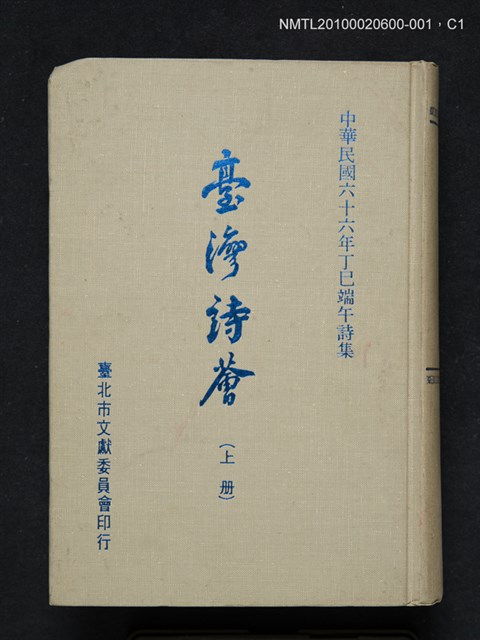 NMTL20100020600-001，C1
中華民國六十六年丁巳端午詩集
臺灣詩薈
（上册）
臺北市文獻委員會印行